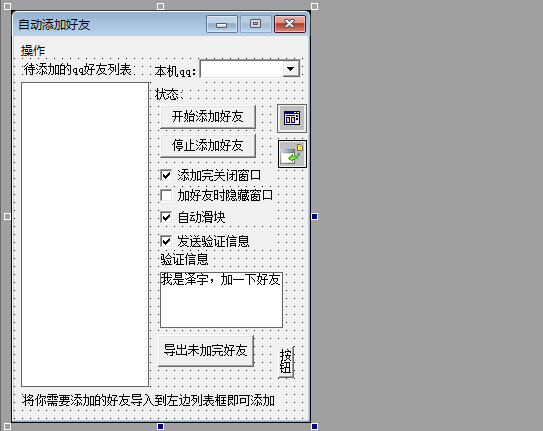 自动添加好友
操作
待添加的qq好友列表
本机qq:
状态
开始添加好友
停止添加好友
添加完关闭窗口
加好友时隐藏窗口
自动滑块
发送验证信息
验证信息
我是泽宇，加一下好友
导出未加完好友
按钮
将你需要添加的好友导入到左边列表框即可添加